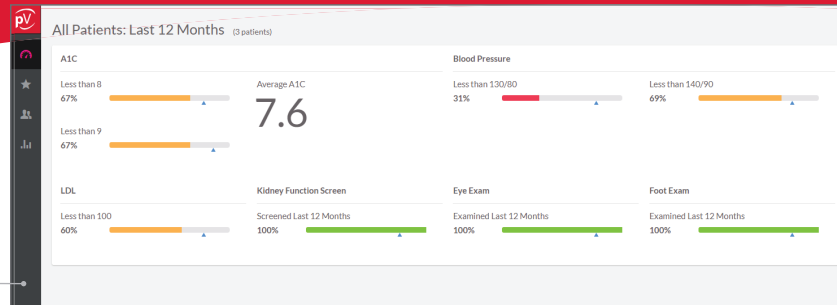 pV
All Patients: Last 12 Months (3 patients)
A1C
Less than 8
67%
Average A1C
7.6
Less than 9
67%
Blood Pressure
Less than 130/80
31%
Less than 140/90
69%
LDL
Less than 100
60%
Kidney Function Screen
Screened Last 12 Months
100%
Eye Exam
Examined Last 12 Months
100%
Foot Exam
Examined Last 12 Months
100%